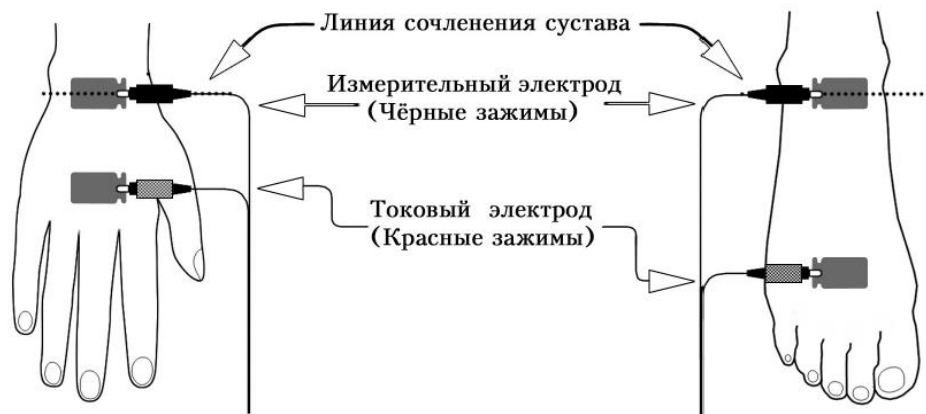 Линия сочленения сустава
Измерительный электрод
(Чёрные зажимы)
Токовый электрод
(Красные зажимы)